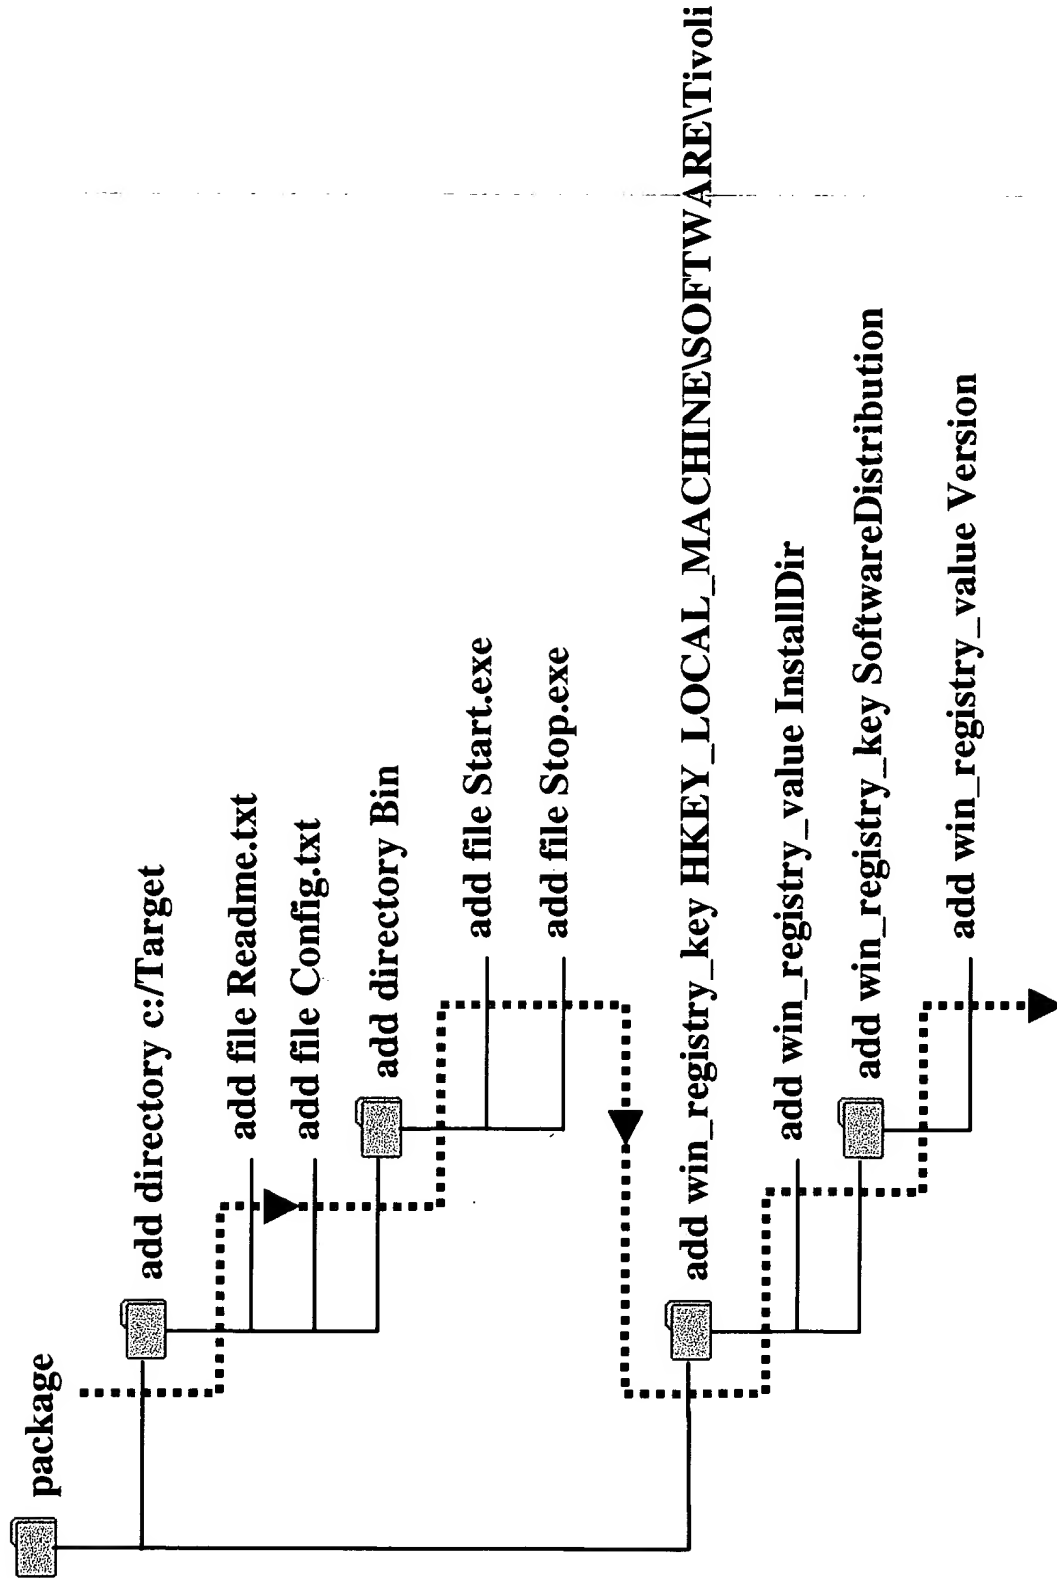 package
add directory c:/Target
add file Readme.txt
add file Config.txt
add directory Bin
add file Start.exe
add file Stop.exe
add win_registry_key HKEY_LOCAL_MACHINE\SOFTWARE\Tivoli
add win_registry_value InstallDir
add win_registry_key SoftwareDistribution
add win_registry_value Version